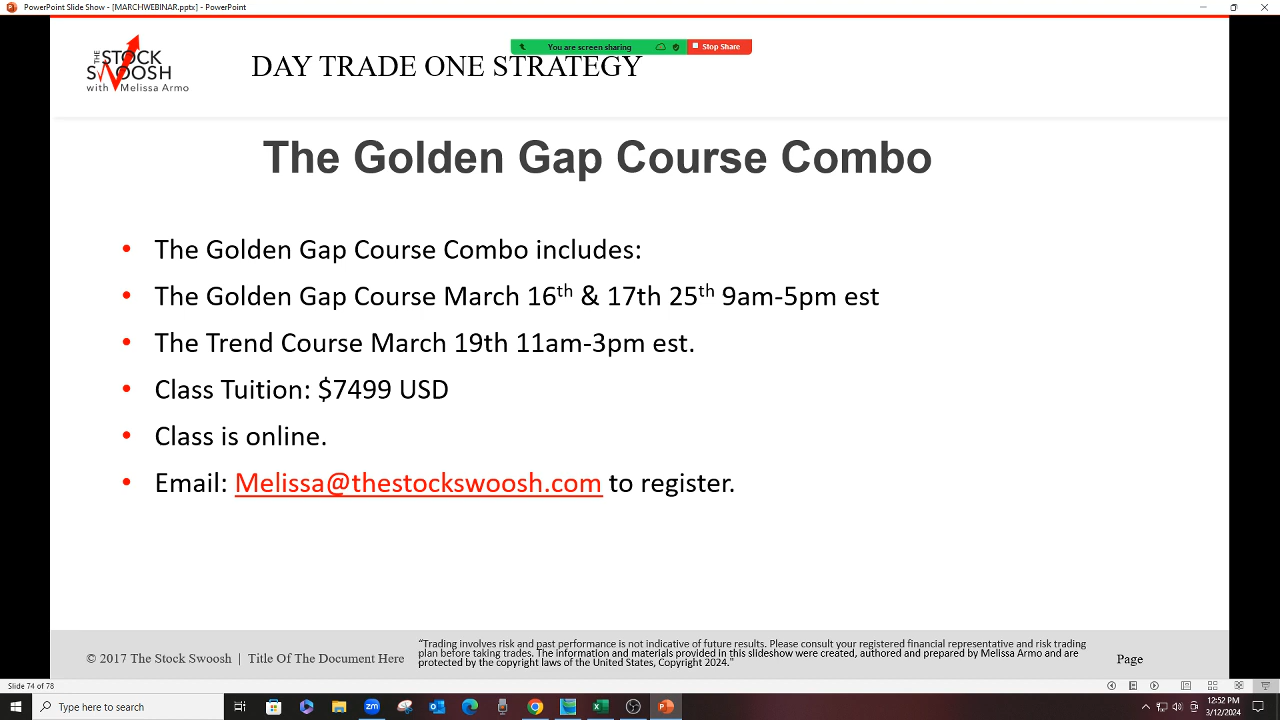 PowerPoint Slide Show - [MARCHWEBINAR.pptx] - PowerPoint
You are screen sharing
Stop Share
THE STOCK
SWOOSH
with Melissa Armo
DAY TRADE ONE STRATEGY
The Golden Gap Course Combo
• The Golden Gap Course Combo includes:
• The Golden Gap Course March 16th & 17th 25th 9am-5pm est
• The Trend Course March 19th 11am-3pm est.
• Class Tuition: $7499 USD
• Class is online.
• Email: Melissa@thestockswoosh.com to register.
© 2017 The Stock Swoosh | Title Of The Document Here
"Trading involves risk and past performance is not indicative of future results. Please consult your registered financial representative and risk trading
plan before taking trades. The information and materials provided in this slideshow were created, authored and prepared by Melissa Armo and are
protected by the copyright laws of the United States, Copyright 2024."
Page
Slide 74 of 78
Type here to search
12:52 PM
3/12/2024